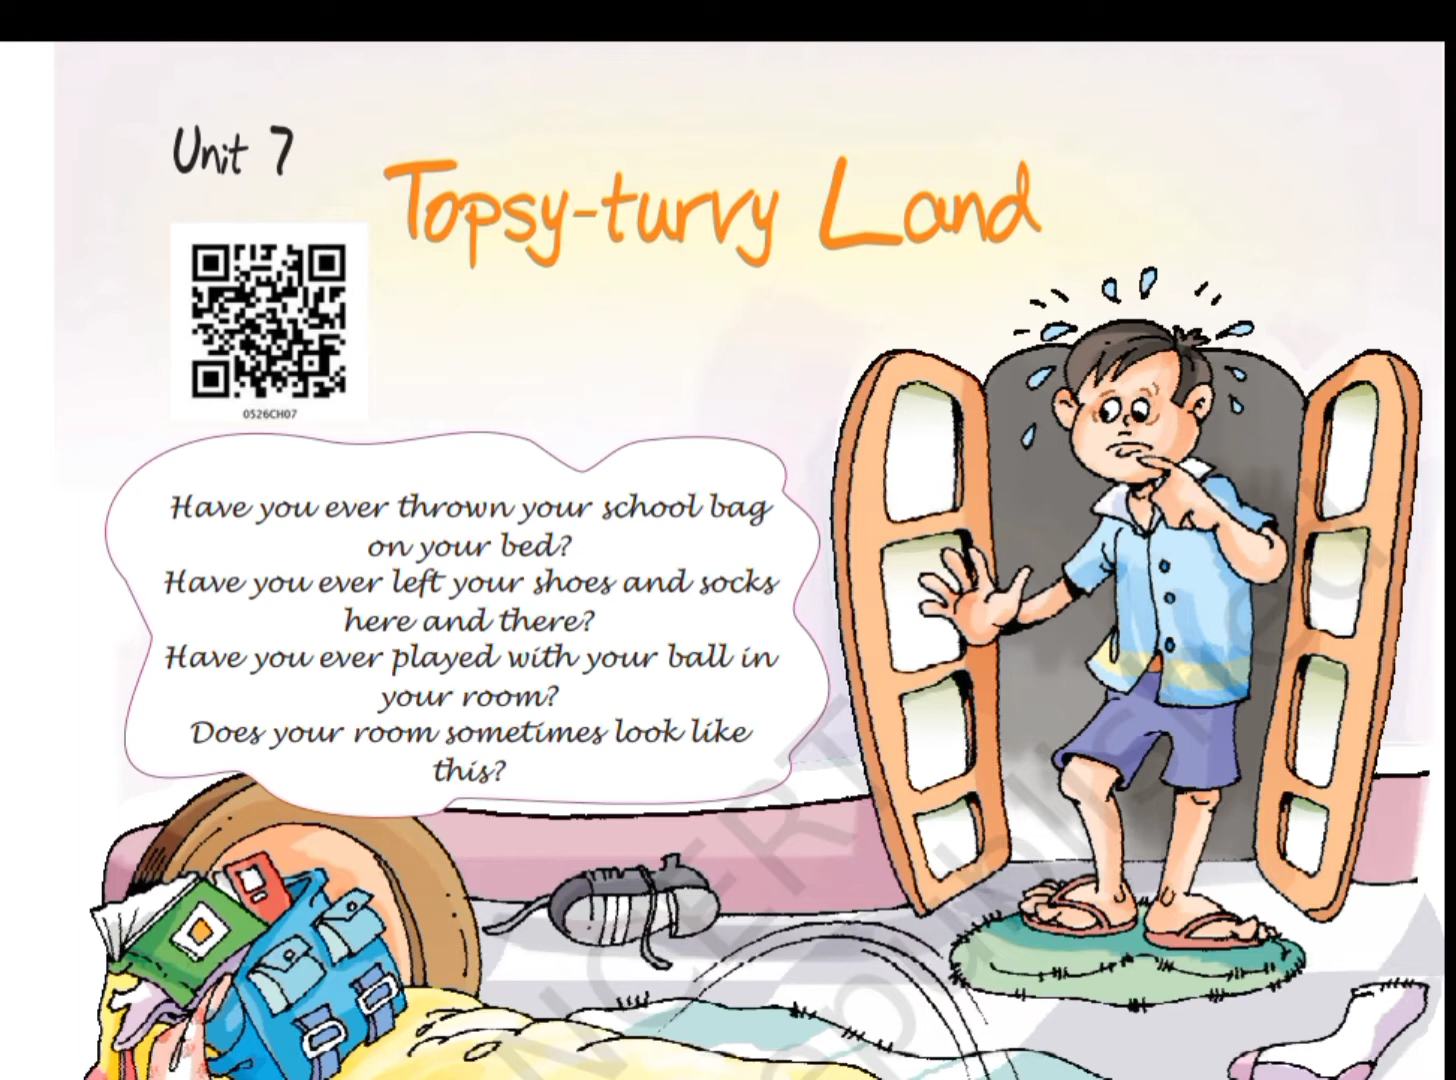 Unit 7
Topsy-turvy Land
0526CH07
Have you ever thrown your school bag
on your bed?
Have you ever left your shoes and socks
here and there?
Have you ever played with your ball in
your room?
Does your room sometimes look like
this?